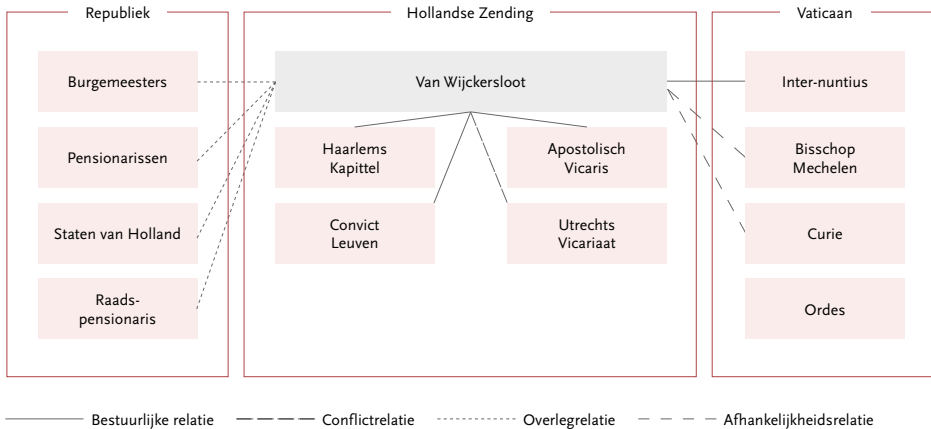 Republiek
Hollandse Zending
Vaticaan
Burgemeesters
Van Wijckersloot
Inter-nuntius
Pensionarissen
Haarlems
Kapittel
Apostolisch
Vicaris
Bisschop
Mechelen
Staten van Holland
Convict
Leuven
Utrechts
Vicariaat
Curie
Raads-
pensionaris
Ordes
Bestuurlijke relatie
Conflictrelatie
Overlegrelatie
Afhankelijkheidsrelatie